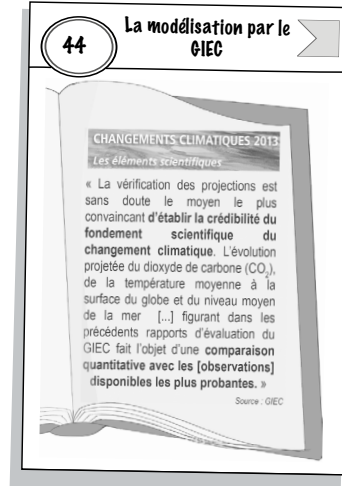 44
La modélisation par le
GIEC
CHANGEMENTS CLIMATIQUES 2013
Les éléments scientifiques
« La vérification des projections est
sans doute le moyen le plus
convaincant d'établir la crédibilité du
fondement scientifique du
changement climatique. L'évolution
projetée du dioxyde de carbone (CO₂),
de la température moyenne à la
surface du globe et du niveau moyen
de la mer [...] figurant dans les
précédents rapports d'évaluation du
GIEC fait l'objet d'une comparaison
quantitative avec les [observations]
disponibles les plus probantes. »
Source : GIEC